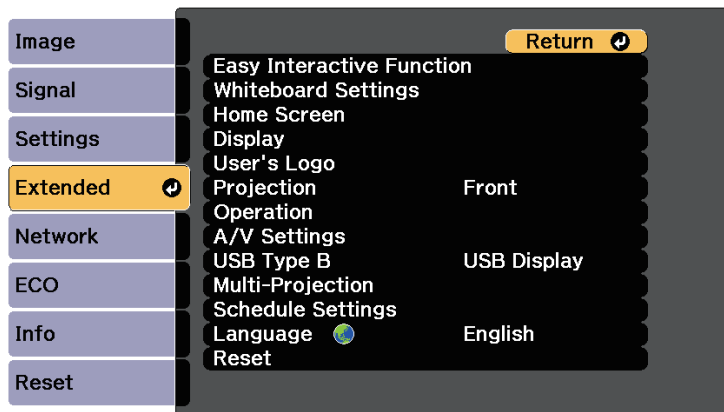 Image
Signal
Settings
Extended
Network
ECO
Info
Reset
Return
Easy Interactive Function
Whiteboard Settings
Home Screen
Display
User's Logo
Projection Front
Operation
A/V Settings
USB Type B USB Display
Multi-Projection
Schedule Settings
Language English
Reset